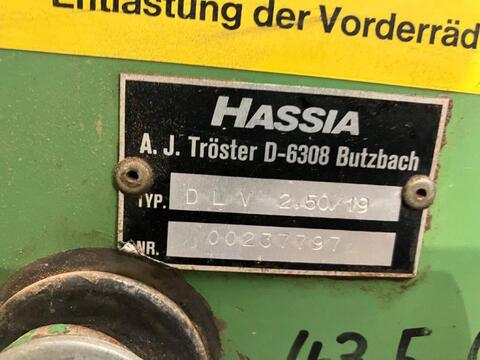 Entlastung der Vorderräd
HASSIA
A. J. Tröster D-6308 Butzbach
TYP. DLV 2.50/19
NR. 00237797
435